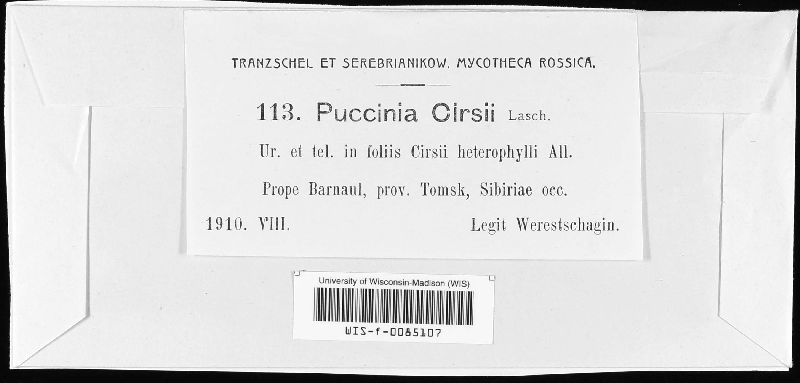 TRANZSCHEL ET SEREBRIANIKOW. MYCOTHECA ROSSICA.
113. Puccinia Cirsii Lasch.
Ur. et tel. in foliis Cirsii heterophylli All.
Prope Barnaul, prov. Tomsk, Sibiriae occ.
1910. VIII. Legit Werestschagin.
University of Wisconsin-Madison (WIS)
WIS-f-0085107